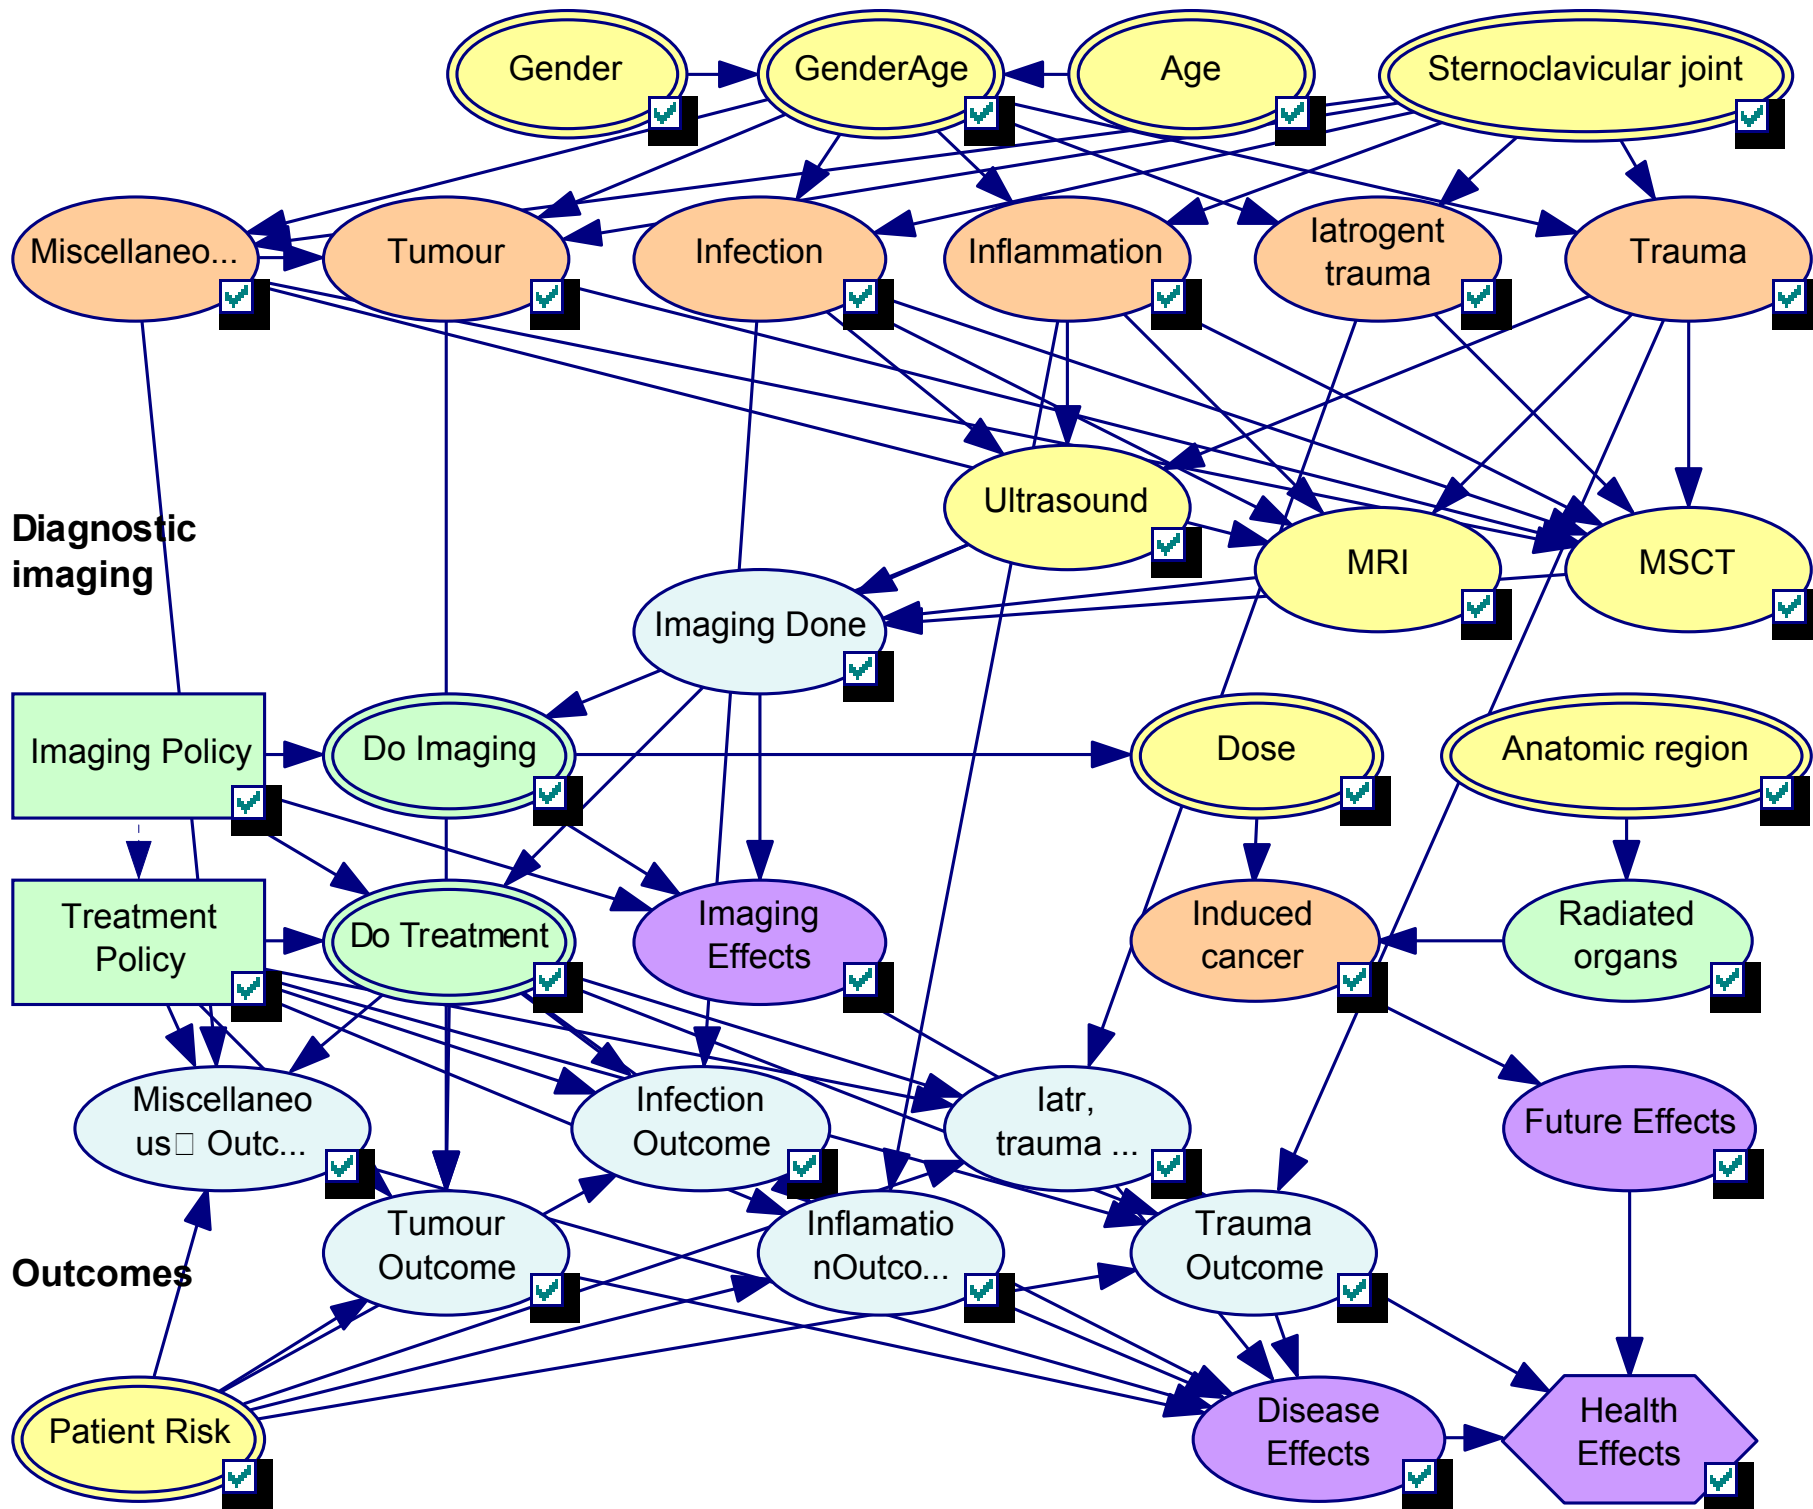 Gender
GenderAge
Age
Sternoclavicular joint
Miscellaneo...
Tumour
Infection
Inflammation
Iatrogent
trauma
Trauma
Ultrasound
Diagnostic
imaging
MRI
MSCT
Imaging Done
Imaging Policy
Do Imaging
Dose
Anatomic region
Treatment
Policy
Do Treatment
Imaging
Effects
Induced
cancer
Radiated
organs
Miscellaneo
us□ Outc...
Infection
Outcome
Iatr,
trauma ...
Future Effects
Tumour
Outcome
Inflamatio
nOutco...
Trauma
Outcome
Outcomes
Patient Risk
Disease
Effects
Health
Effects